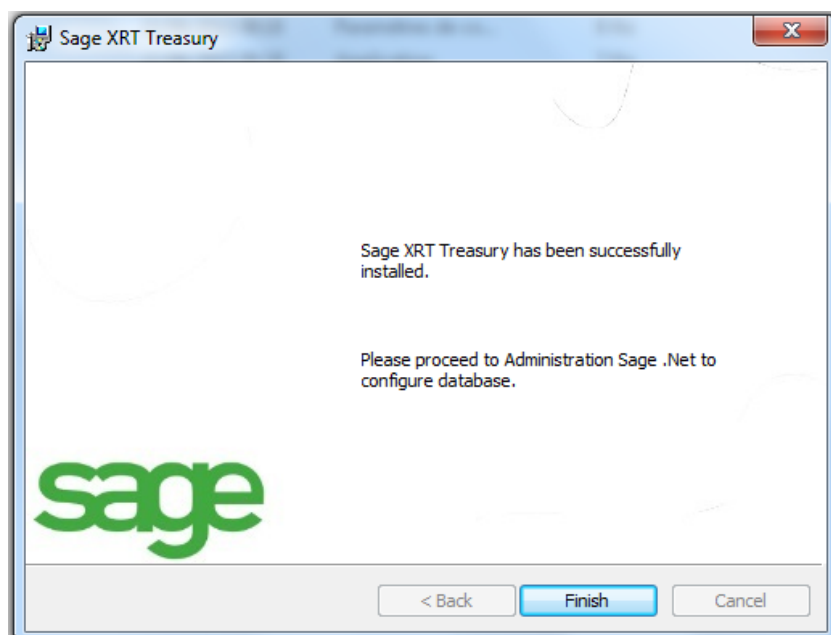 Sage XRT Treasury
Sage XRT Treasury has been successfully
installed.
Please proceed to Administration Sage .Net to
configure database.
sage
< Back
Finish
Cancel